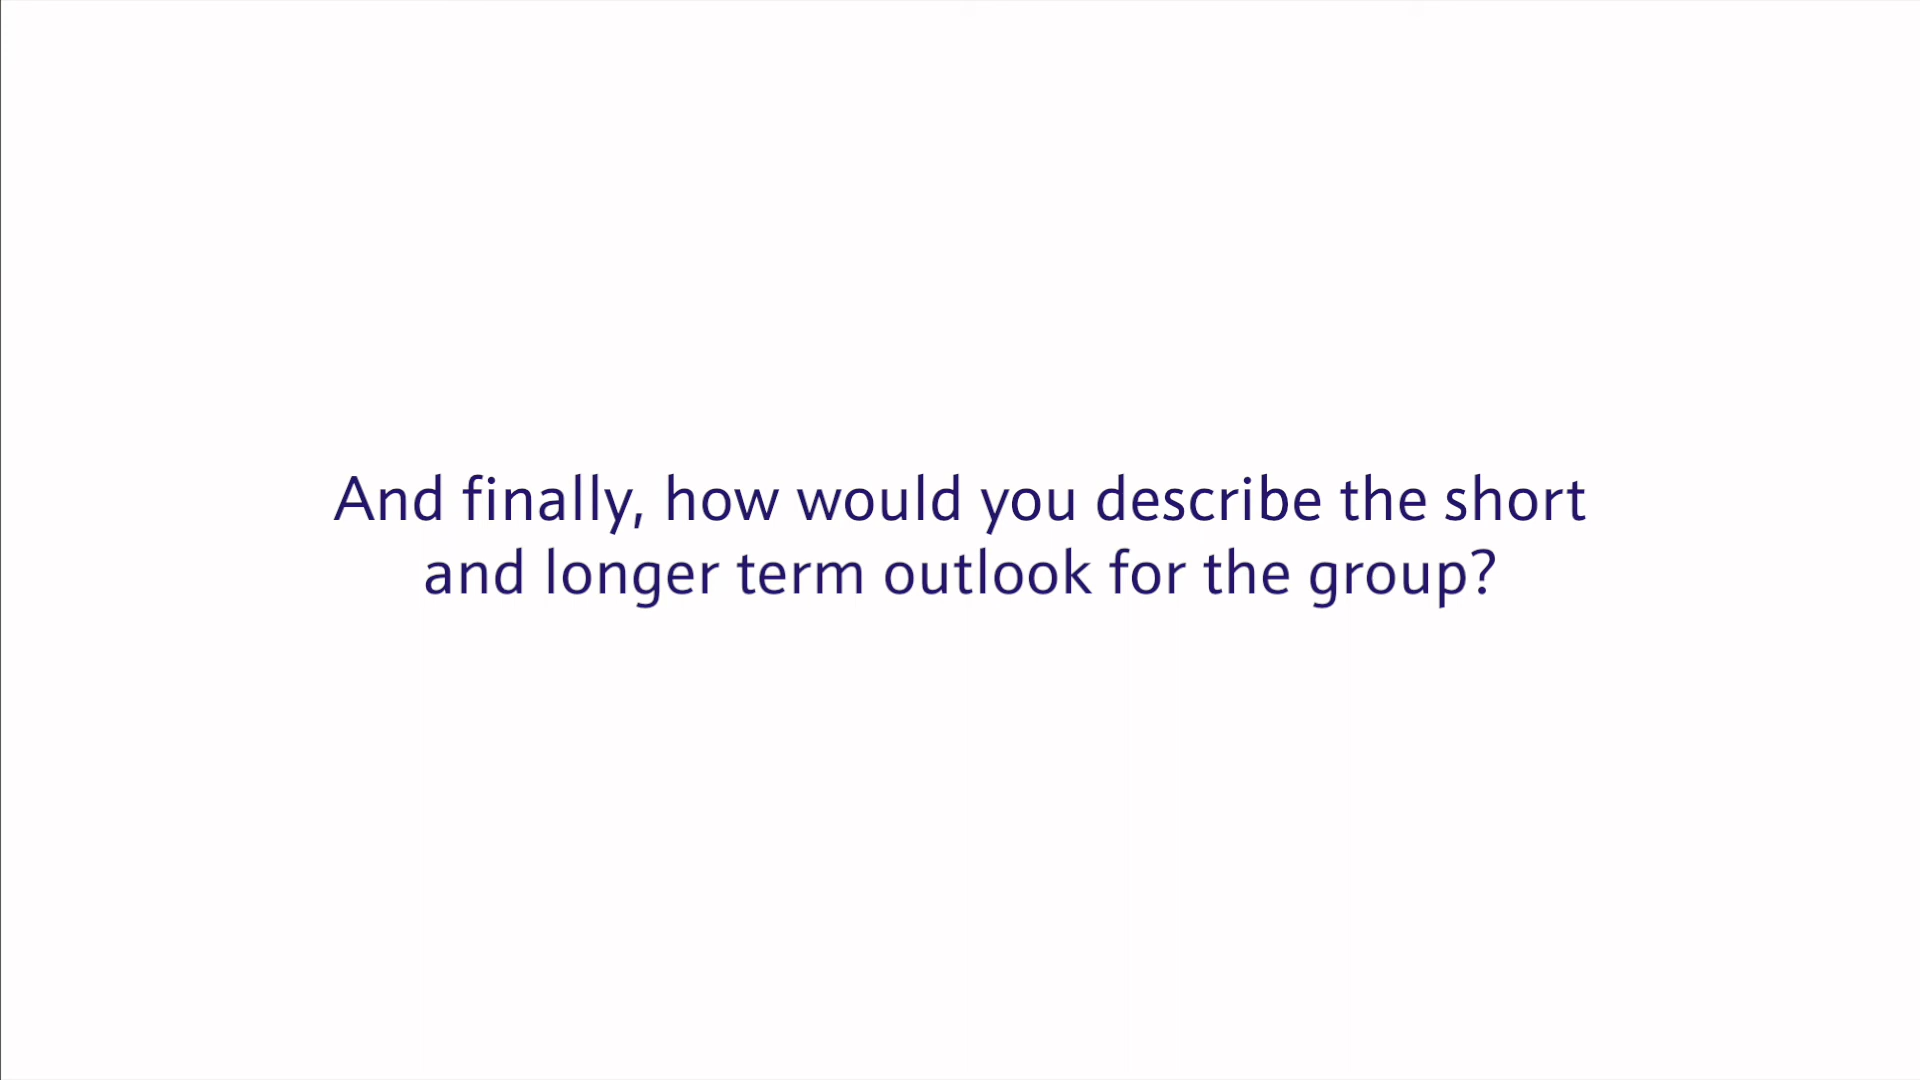 And finally, how would you describe the short
and longer term outlook for the group?